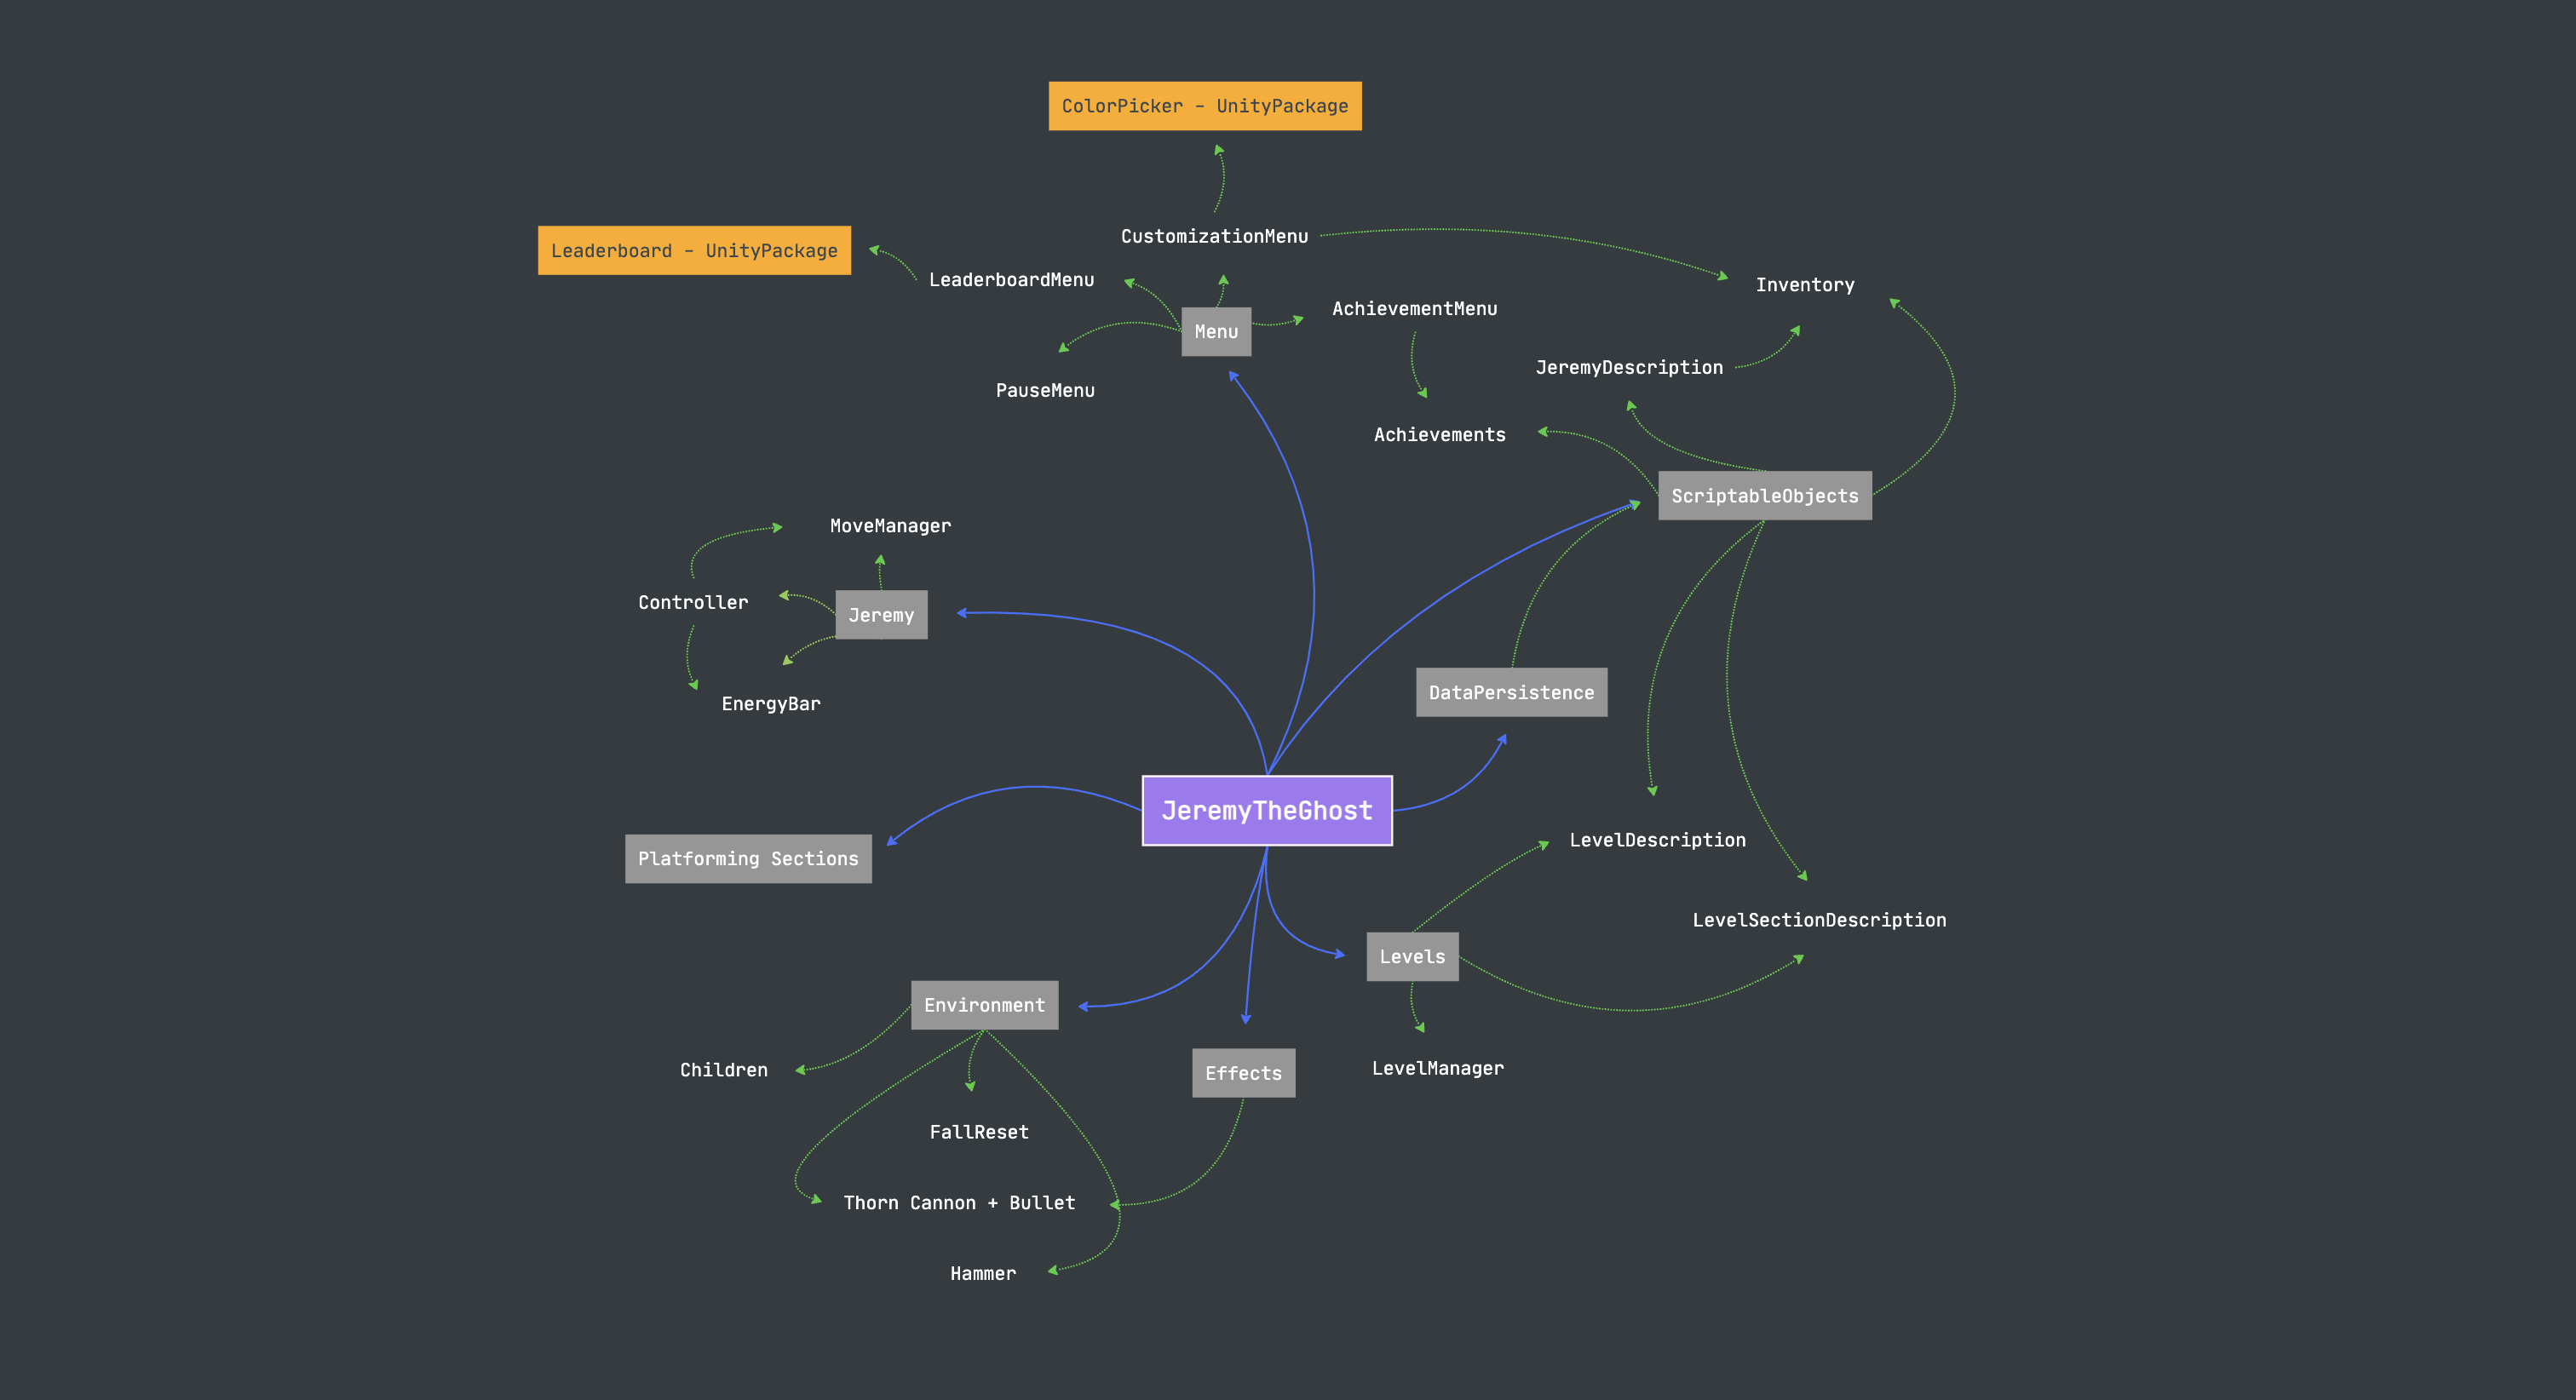 ColorPicker - UnityPackage
CustomizationMenu
Leaderboard - UnityPackage
LeaderboardMenu
Inventory
AchievementMenu
Menu
JeremyDescription
PauseMenu
Achievements
ScriptableObjects
MoveManager
Controller
Jeremy
DataPersistence
EnergyBar
JeremyTheGhost
LevelDescription
Platforming Sections
LevelSectionDescription
Levels
Environment
Children
Effects
LevelManager
FallReset
Thorn Cannon + Bullet
Hammer